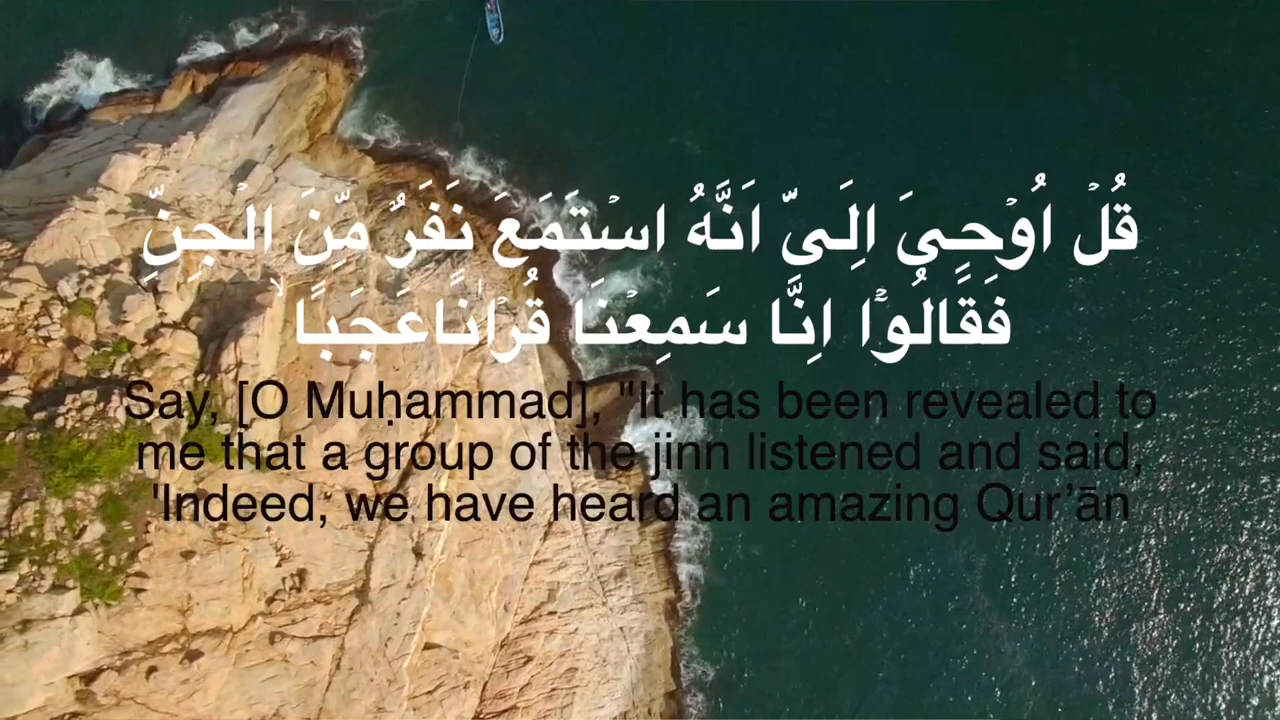 قُلۡ اُوۡحِىَ اِلَىَّ اَنَّهُ اسۡتَمَعَ نَفَرٌ مِّنَ الۡجِنِّ
فَقَالُوۡۤا اِنَّا سَمِعۡنَا قُرۡاٰنًاعَجَبًاۙ
Say, [O Muḥammad], "It has been revealed to
me that a group of the jinn listened and said,
'Indeed, we have heard an amazing Qur’ān